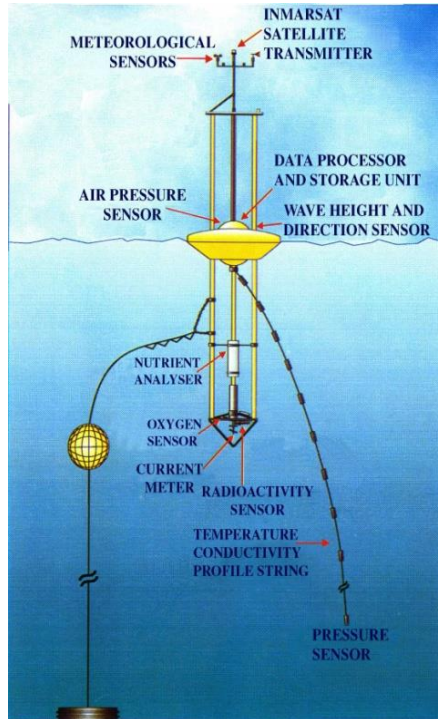 INMARSAT
SATELLITE
TRANSMITTER
METEOROLOGICAL
SENSORS
DATA PROCESSOR
AND STORAGE UNIT
AIR PRESSURE
SENSOR
WAVE HEIGHT AND
DIRECTION SENSOR
NUTRIENT
ANALYSER
OXYGEN
SENSOR
CURRENT
METER
RADIOACTIVITY
SENSOR
TEMPERATURE
CONDUCTIVITY
PROFILE STRING
PRESSURE
SENSOR